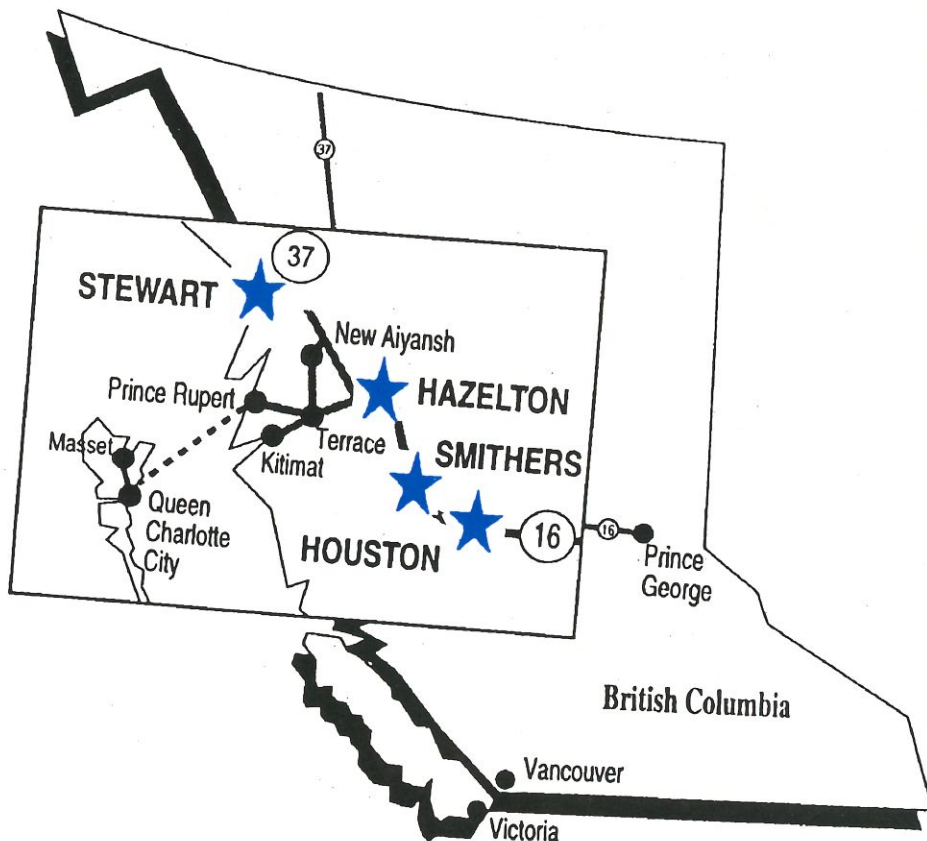 37
37
STEWART
New Aiyansh
Prince Rupert
HAZELTON
Terrace
Masset
Kitimat
SMITHERS
Queen
Charlotte
City
HOUSTON
16
16
Prince
George
British Columbia
Vancouver
Victoria